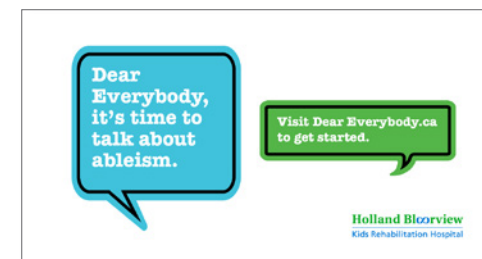 Dear
Everybody,
it's time to
talk about
ableism.
Visit Dear Everybody.ca
to get started.
Holland Bloorview
Kids Rehabilitation Hospital